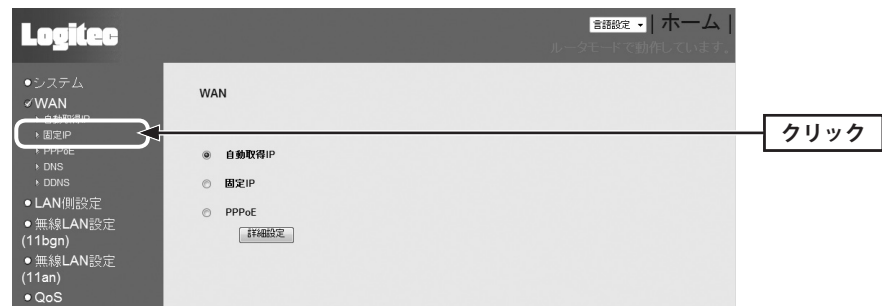 Logitec
言語設定
| ホーム |
ルータモードで動作しています。
●システム
WAN
自動取得IP
固定IP
PPPoE
DNS
DDNS
●LAN側設定
●無線LAN設定
(11bgn)
●無線LAN設定
(11an)
●QoS
WAN
自動取得IP
固定IP
PPPoE
詳細設定
クリック